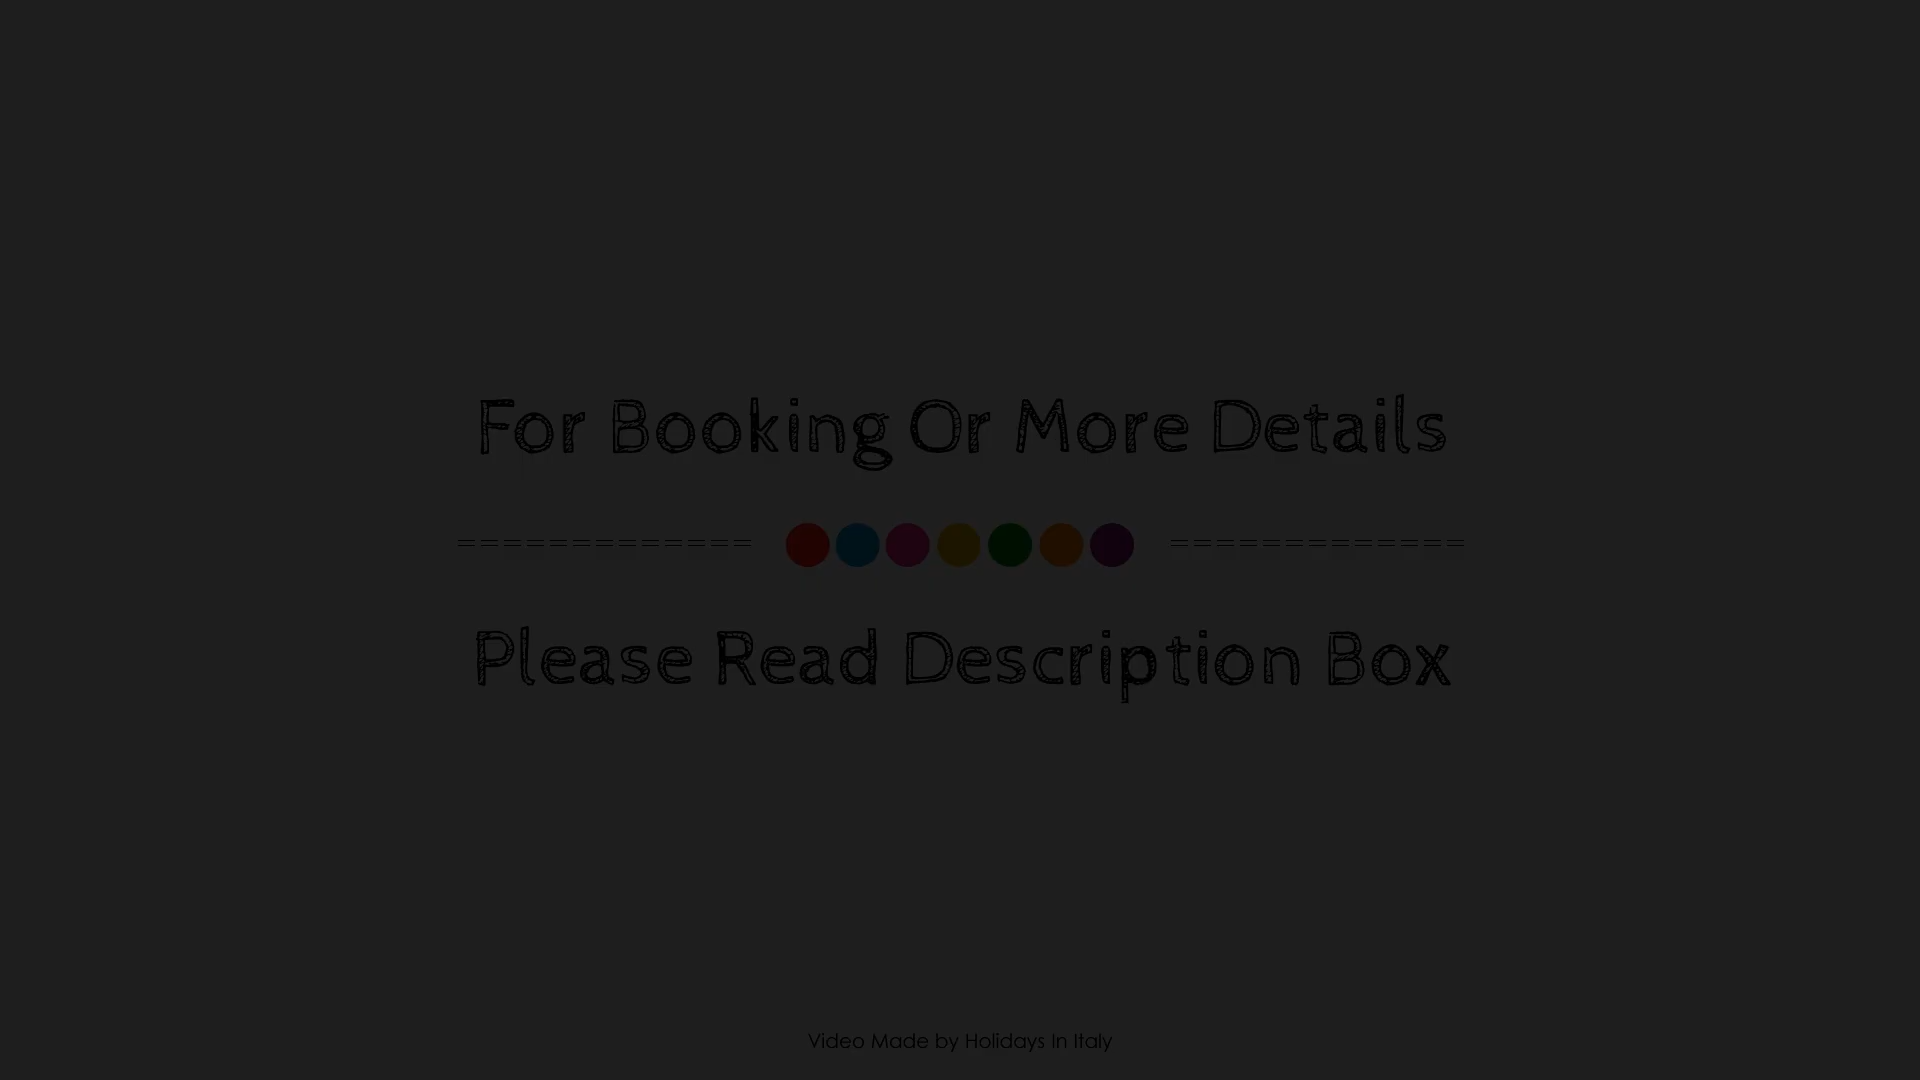 For Booking Or More Details
============= =============
Please Read Description Box
Video Made by Holidays In Italy